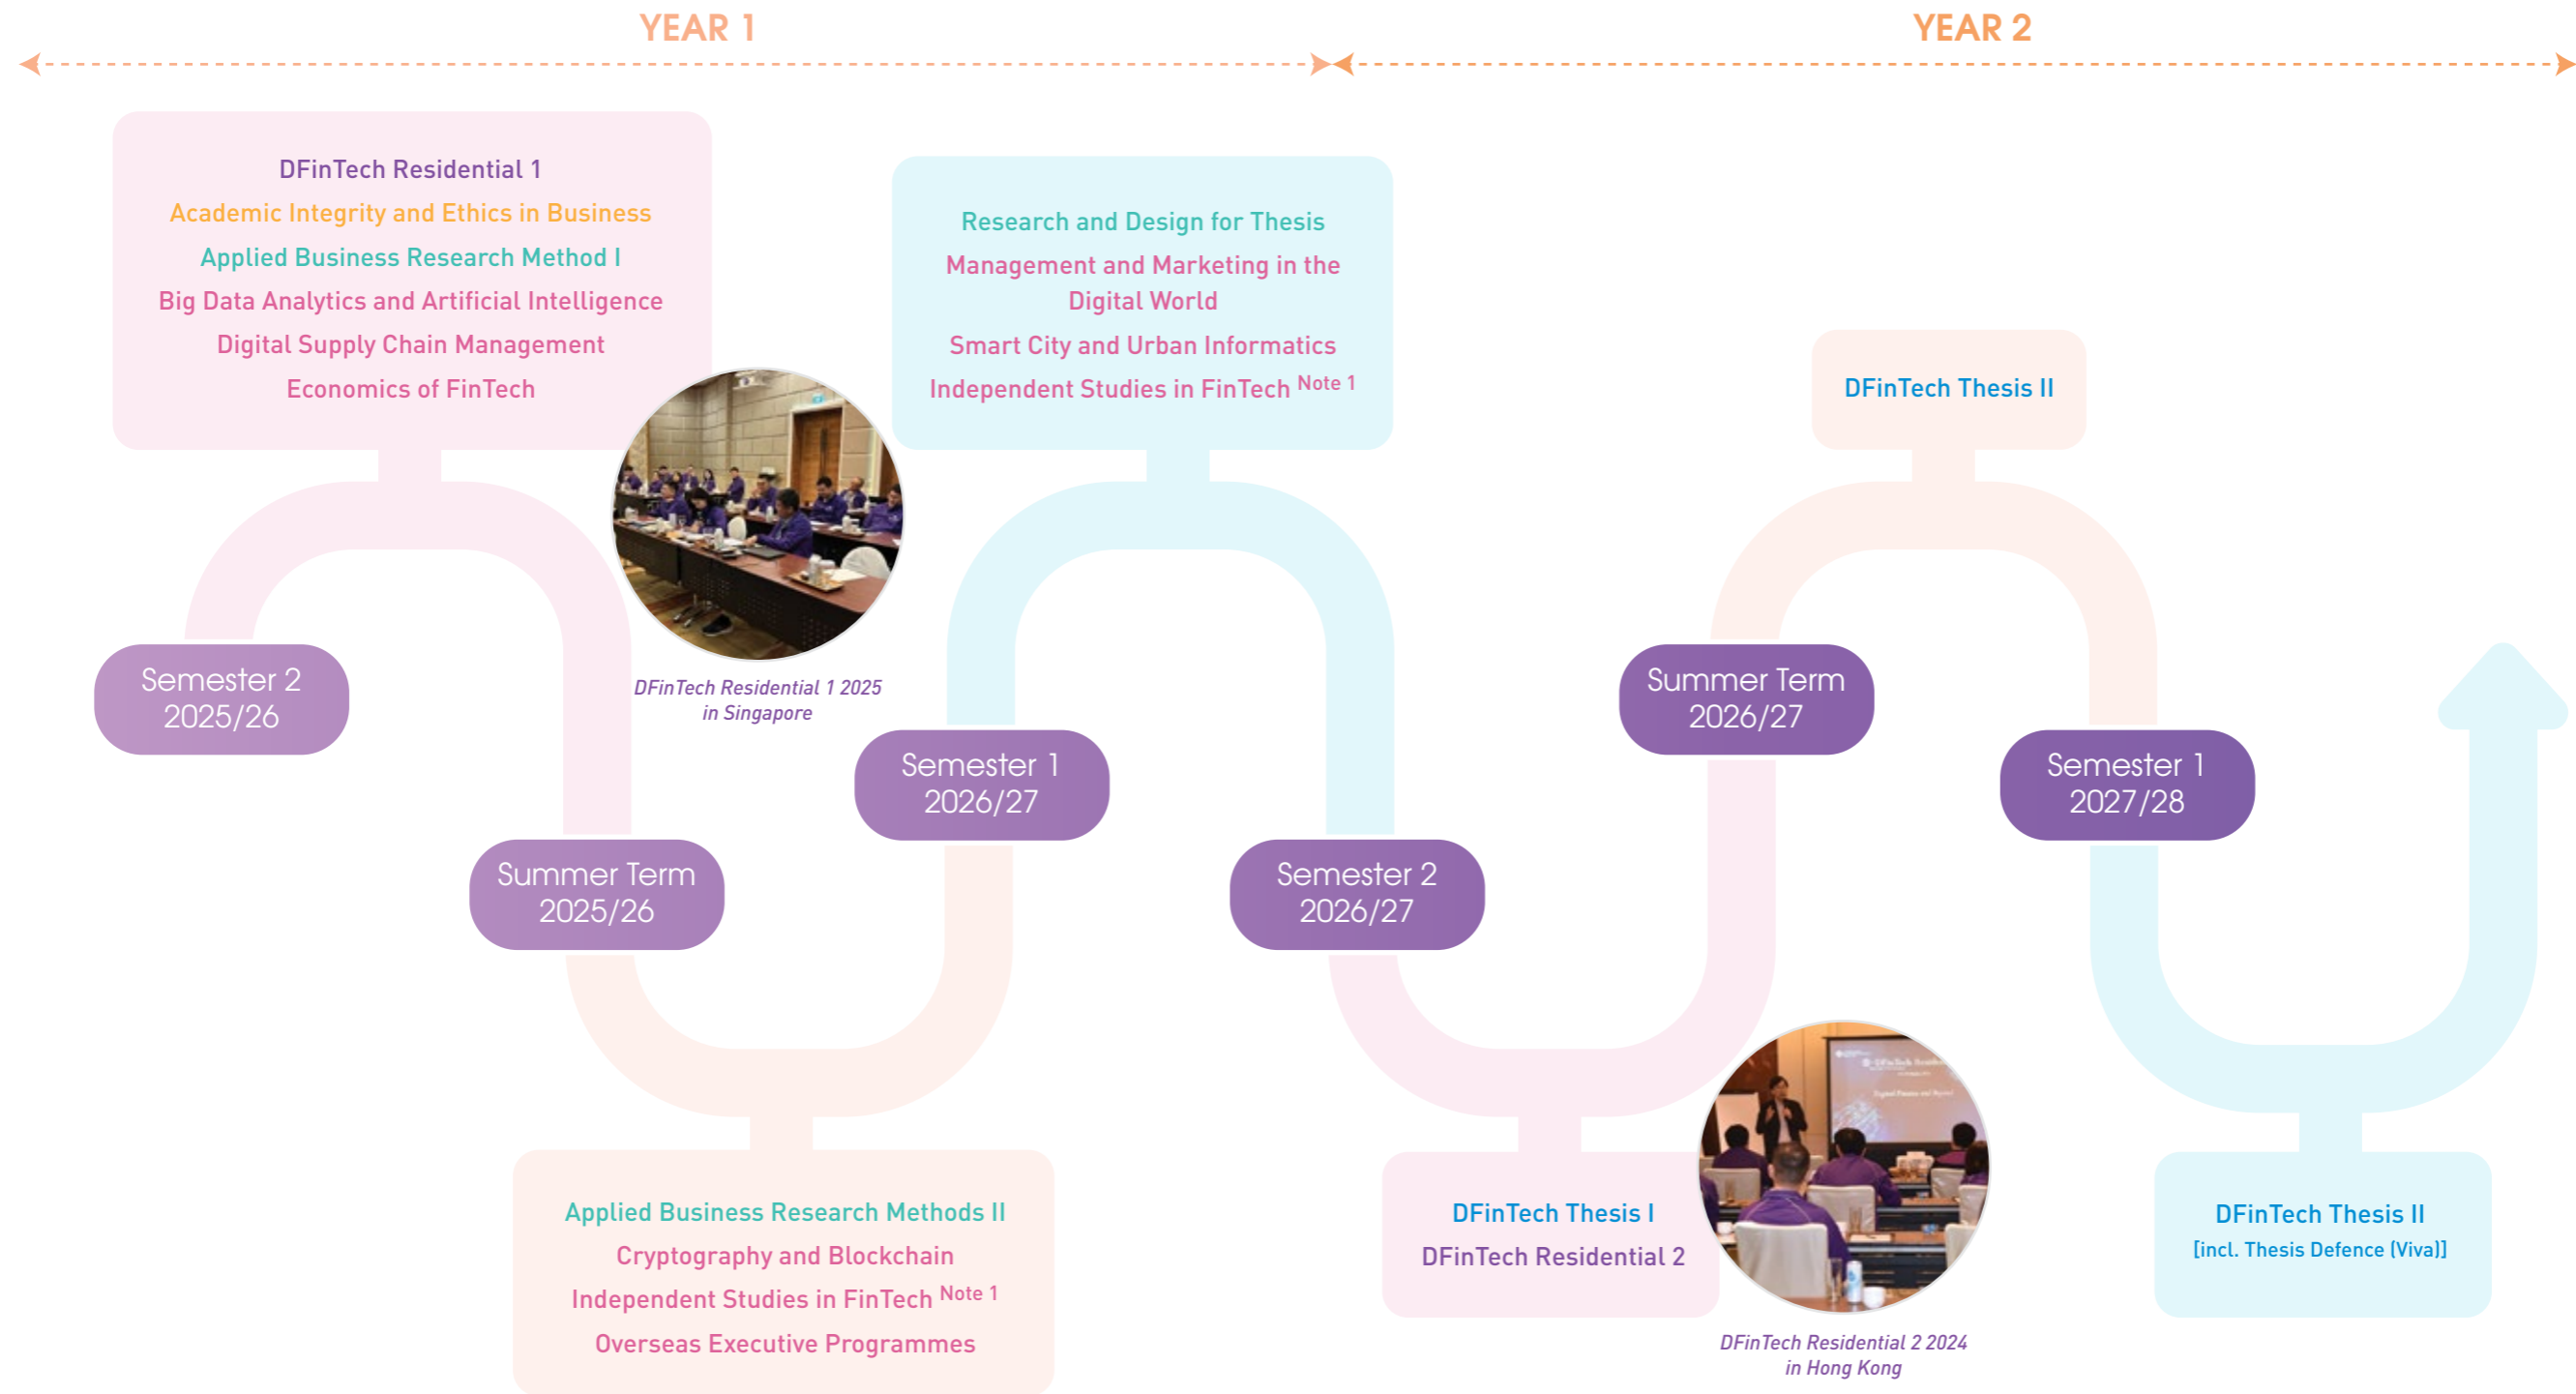 YEAR 1
YEAR 2
DFinTech Residential 1
Academic Integrity and Ethics in Business
Applied Business Research Method I
Big Data Analytics and Artificial Intelligence
Digital Supply Chain Management
Economics of FinTech
Research and Design for Thesis
Management and Marketing in the
Digital World
Smart City and Urban Informatics
Independent Studies in FinTech Note 1
DFinTech Thesis II
Semester 2
2025/26
DFinTech Residential 1 2025
in Singapore
Summer Term
2025/26
Semester 1
2026/27
Semester 2
2026/27
Summer Term
2026/27
Semester 1
2027/28
Applied Business Research Methods II
Cryptography and Blockchain
Independent Studies in FinTech Note 1
Overseas Executive Programmes
DFinTech Thesis I
DFinTech Residential 2
DFinTech
Digital Finance and Beyond
DFinTech Residential 2 2024
in Hong Kong
DFinTech Thesis II
[incl. Thesis Defence (Viva)]